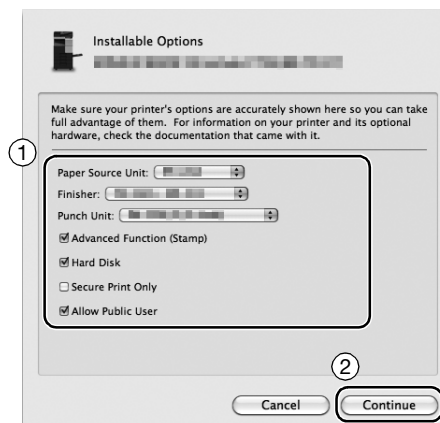 Installable Options
Make sure your printer's options are accurately shown here so you can take
full advantage of them. For information on your printer and its optional
hardware, check the documentation that came with it.
1
Paper Source Unit:
Finisher:
Punch Unit:
Advanced Function (Stamp)
Hard Disk
Secure Print Only
Allow Public User
2
Cancel Continue